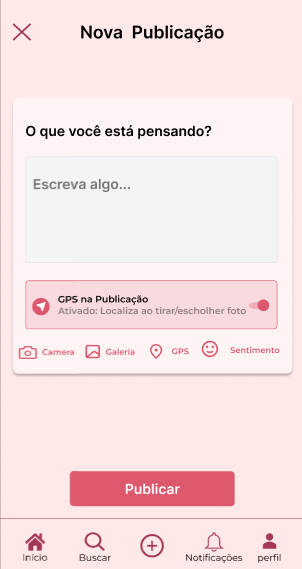 Nova Publicação
O que você está pensando?
Escreva algo...
GPS na Publicação
Ativado: Localiza ao tirar/escholher foto
Camera Galeria GPS Sentimento
Publicar
Início Buscar Notificações perfil